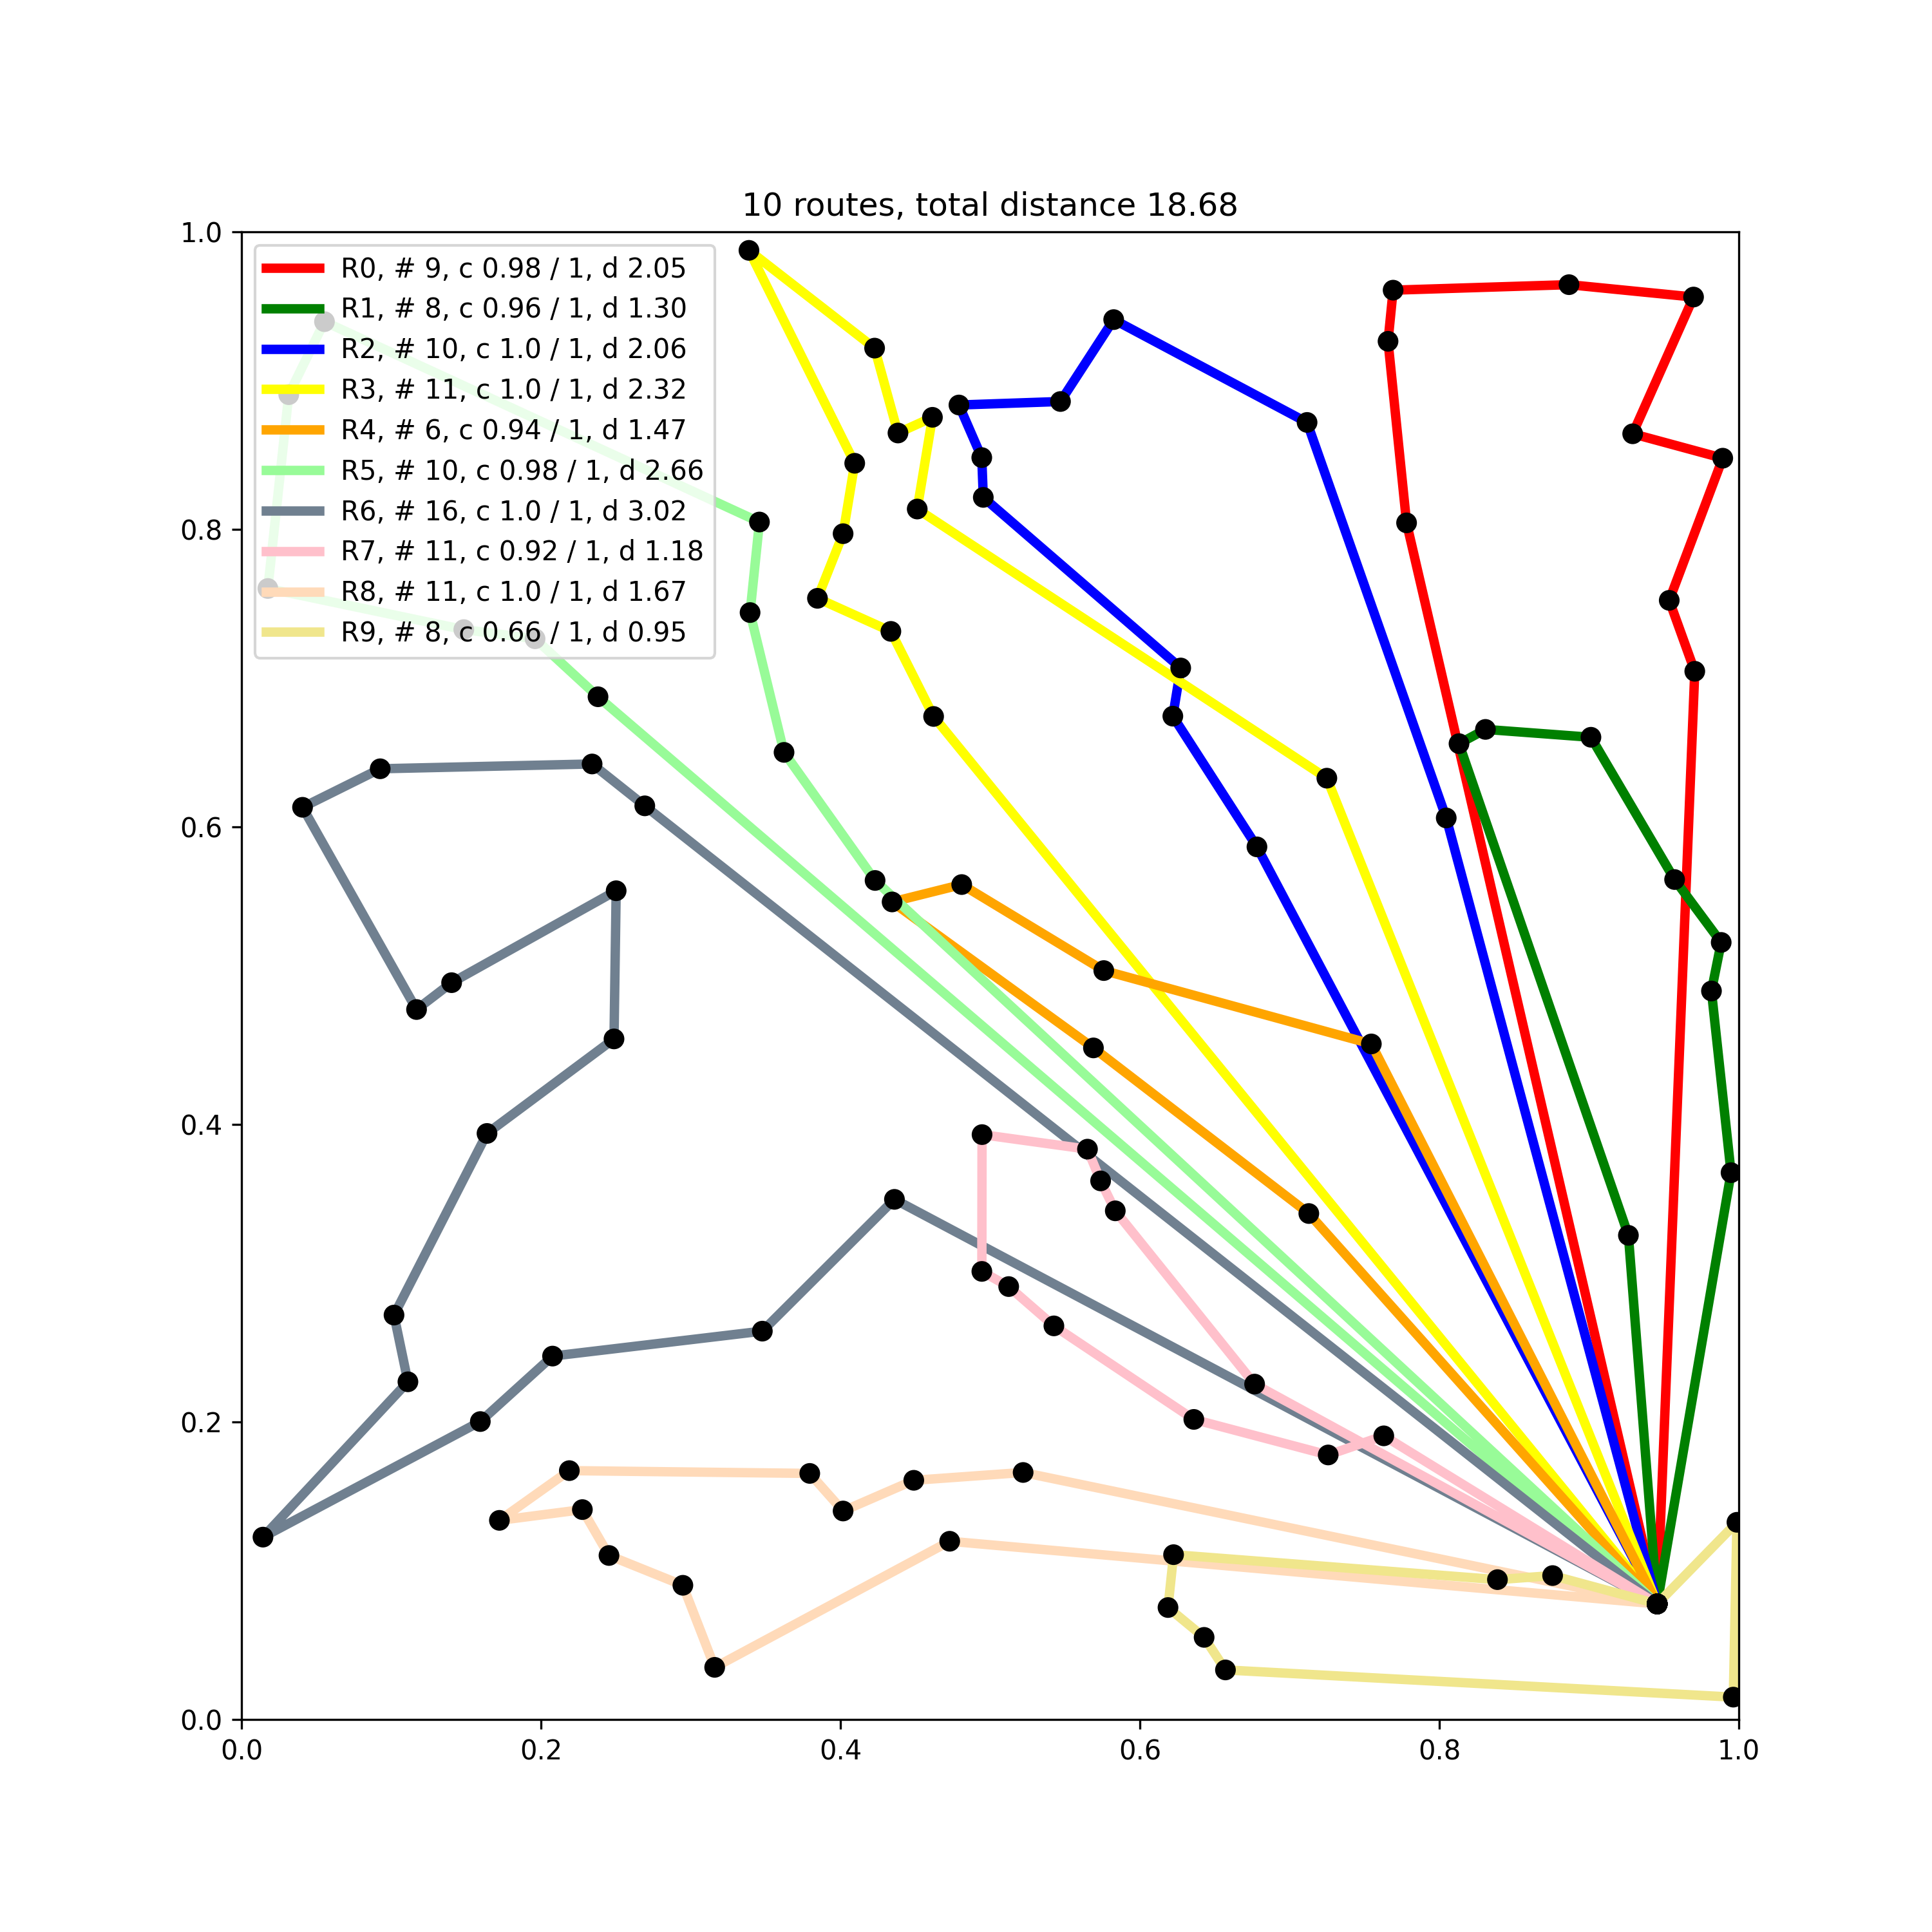 10 routes, total distance 18.68
1.0
0.8
0.6
0.4
0.2
0.0
R0, # 9, c 0.98 / 1, d 2.05
R1, # 8, c 0.96 / 1, d 1.30
R2, # 10, c 1.0 / 1, d 2.06
R3, # 11, c 1.0 / 1, d 2.32
R4, # 6, c 0.94 / 1, d 1.47
R5, # 10, c 0.98 / 1, d 2.66
R6, # 16, c 1.0 / 1, d 3.02
R7, # 11, c 0.92 / 1, d 1.18
R8, # 11, c 1.0 / 1, d 1.67
R9, # 8, c 0.66 / 1, d 0.95
0.0 0.2 0.4 0.6 0.8 1.0